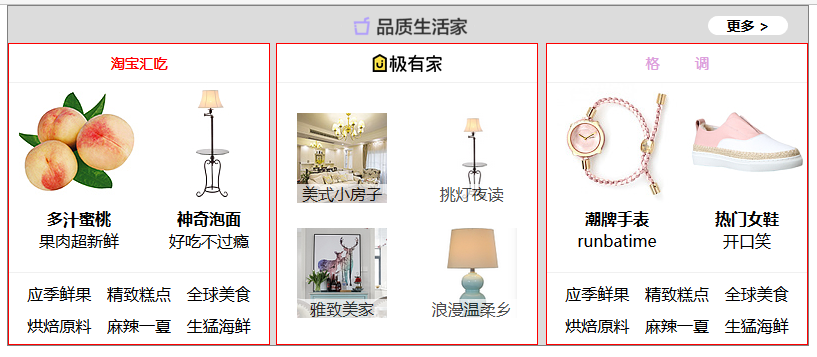 品质生活家
更多 >
淘宝汇吃
多汁蜜桃
神奇泡面
果肉超新鲜
好吃不过瘾
应季鲜果 精致糕点 全球美食
烘焙原料 麻辣一夏 生猛海鲜
极有家
美式小房子
挑灯夜读
雅致美家
浪漫温柔乡
格 调
潮牌手表
热门女鞋
runbatime
开口笑
应季鲜果 精致糕点 全球美食
烘焙原料 麻辣一夏 生猛海鲜